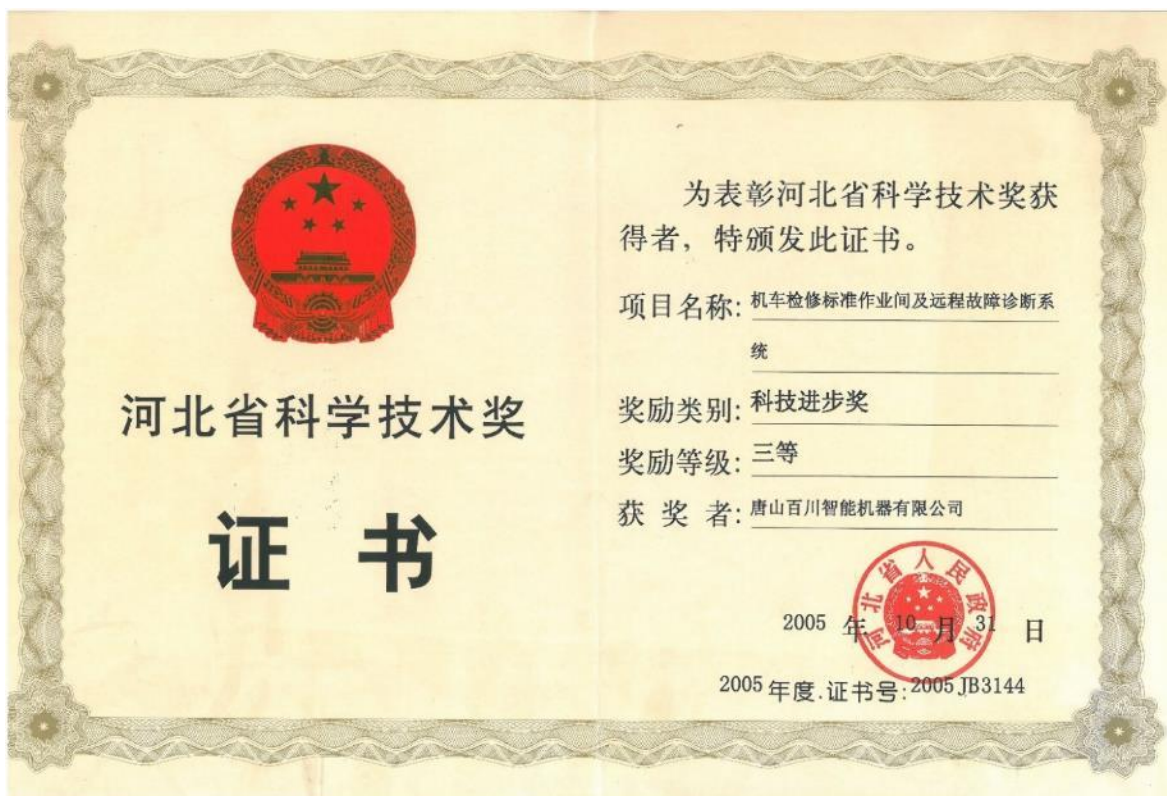 河北省科学技术奖
证书
为表彰河北省科学技术奖获
得者，特颁发此证书。
项目名称: 机车检修标准作业间及远程故障诊断系
统
奖励类别: 科技进步奖
奖励等级: 三等
获奖者: 唐山百川智能机器有限公司
河北省人民政府
2005 年 10 月 31 日
2005 年度.证书号: 2005JB3144